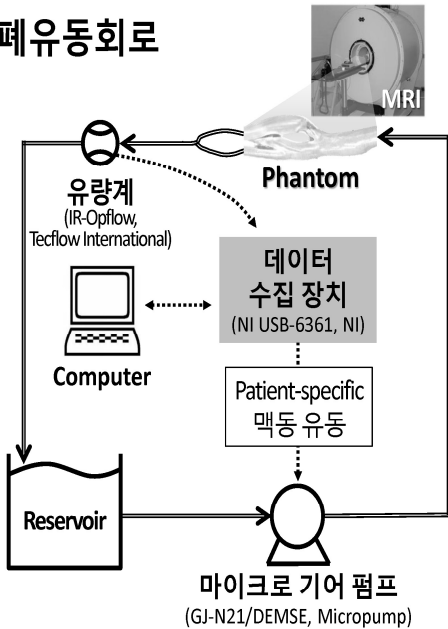 폐유동회로
MRI
Phantom
유량계
(IR-Opflow,
Tecflow International)
데이터
수집 장치
(NI USB-6361, NI)
Computer
Patient-specific
맥동 유동
Reservoir
마이크로 기어 펌프
(GJ-N21/DEMSE, Micropump)